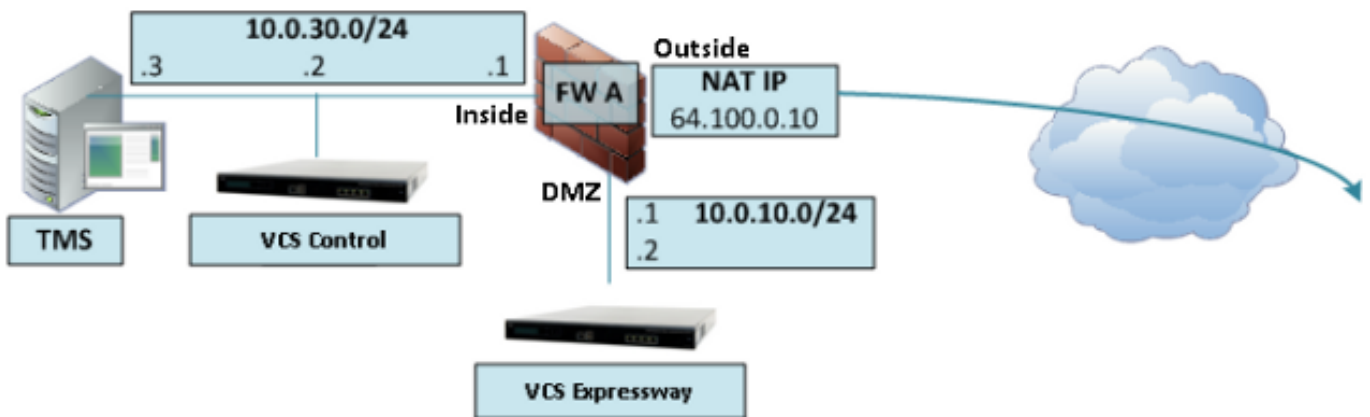 10.0.30.0/24
.3 .2 .1
Outside
FW A
NAT IP
64.100.0.10
Inside
DMZ
.1 10.0.10.0/24
.2
TMS
VCS Control
VCS Expressway